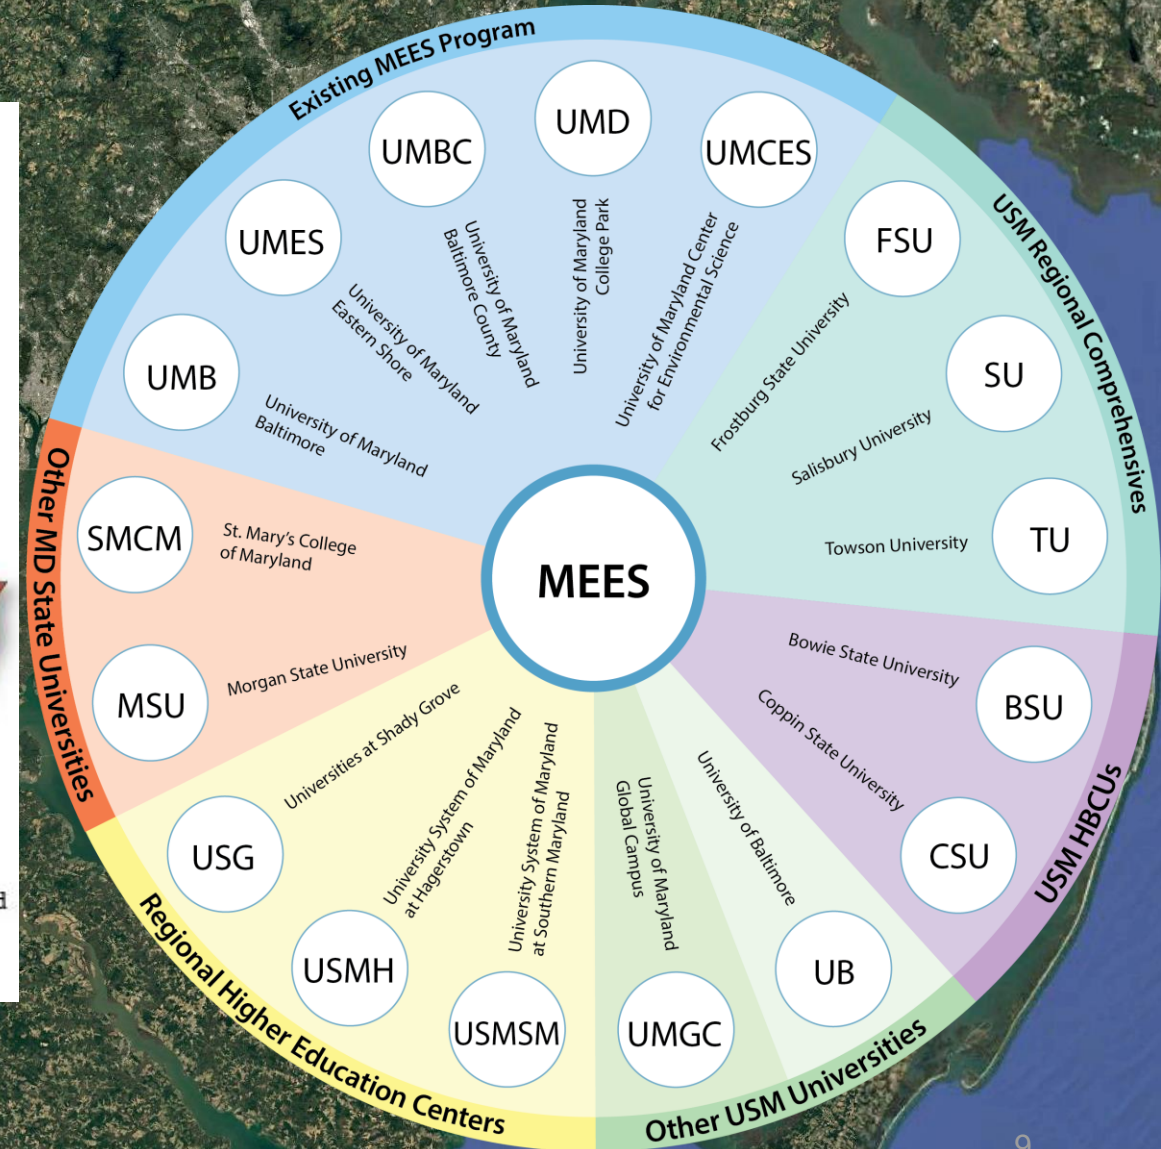 Existing MEES Program
UMB
University of Maryland
Baltimore
UMES
University of Maryland
Eastern Shore
UMBC
University of Maryland
Baltimore County
UMD
University of Maryland
College Park
UMCES
University of Maryland Center
for Environmental Science
USM Regional Comprehensives
FSU
Frostburg State University
SU
Salisbury University
TU
Towson University
USM HBCUs
BSU
Bowie State University
CSU
Coppin State University
Other USM Universities
UB
University of Baltimore
UMGC
University of Maryland
Global Campus
Regional Higher Education Centers
USMSM
University System of Maryland
at Southern Maryland
USMH
University System of Maryland
at Hagerstown
USG
Universities at Shady Grove
Other MD State Universities
MSU
Morgan State University
SMCM
St. Mary's College
of Maryland
MEES
9